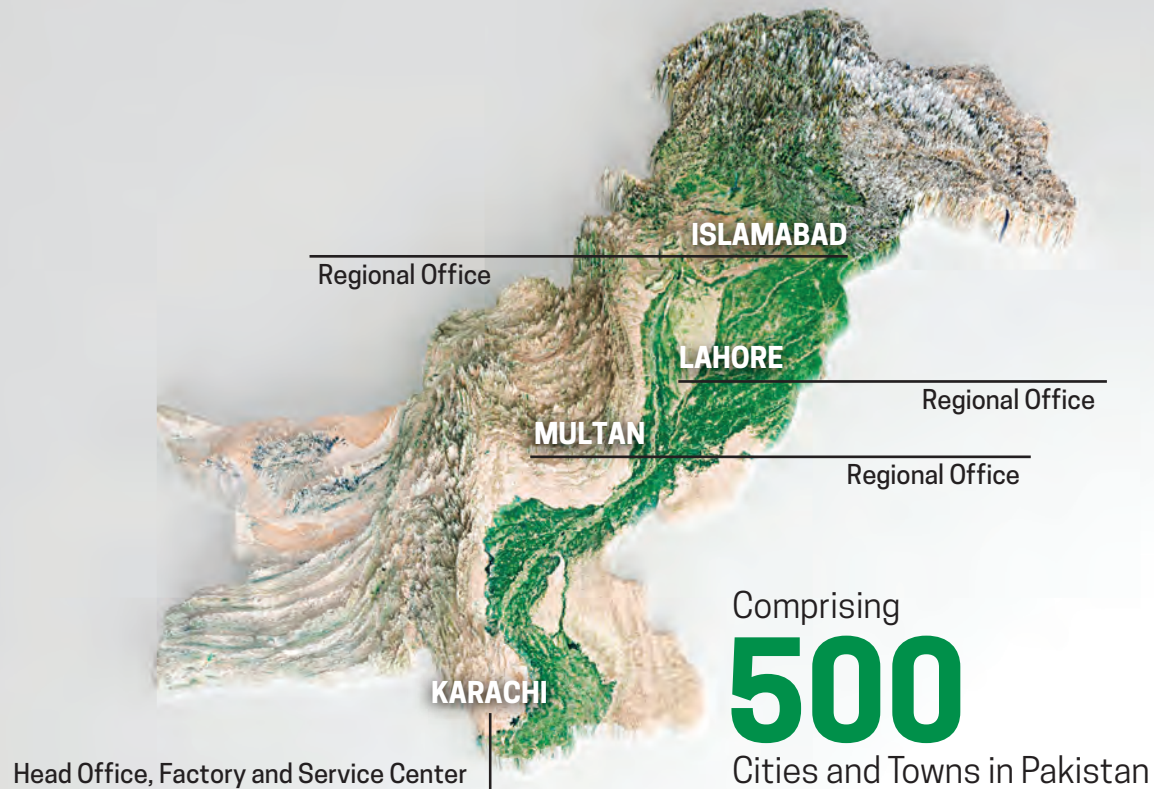 ISLAMABAD
Regional Office
LAHORE
Regional Office
MULTAN
Regional Office
Comprising
500
Cities and Towns in Pakistan
KARACHI
Head Office, Factory and Service Center